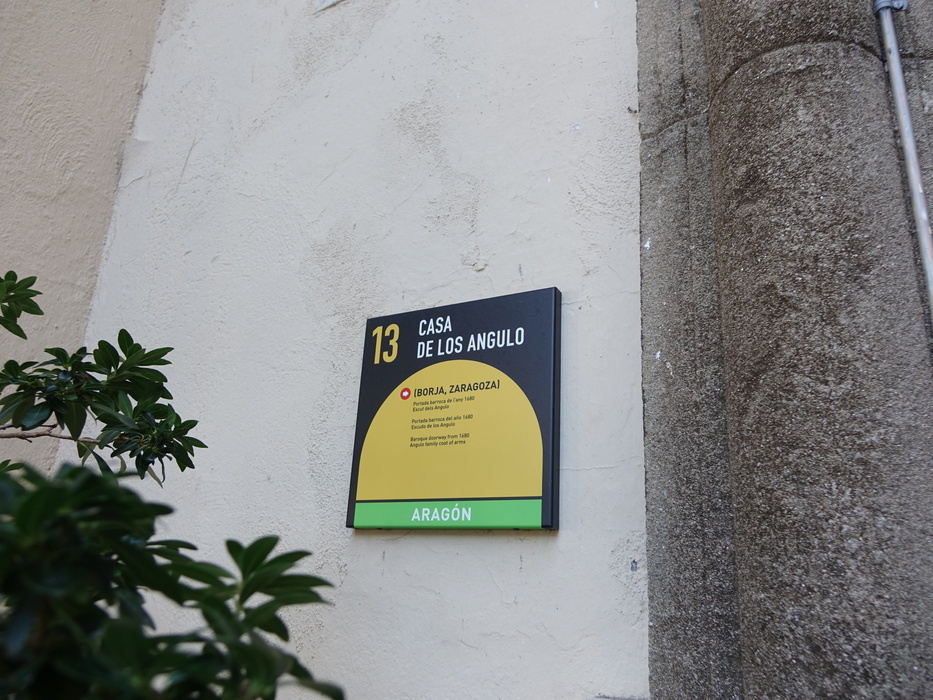 13 CASA
DE LOS ANGULO
(BORJA, ZARAGOZA)
Portada barroca de l'any 1680
Escut dels Angulo
Portada barroca del año 1680
Escudo de los Angulo
Baroque doorway from 1680
Angulo family coat of arms
ARAGÓN